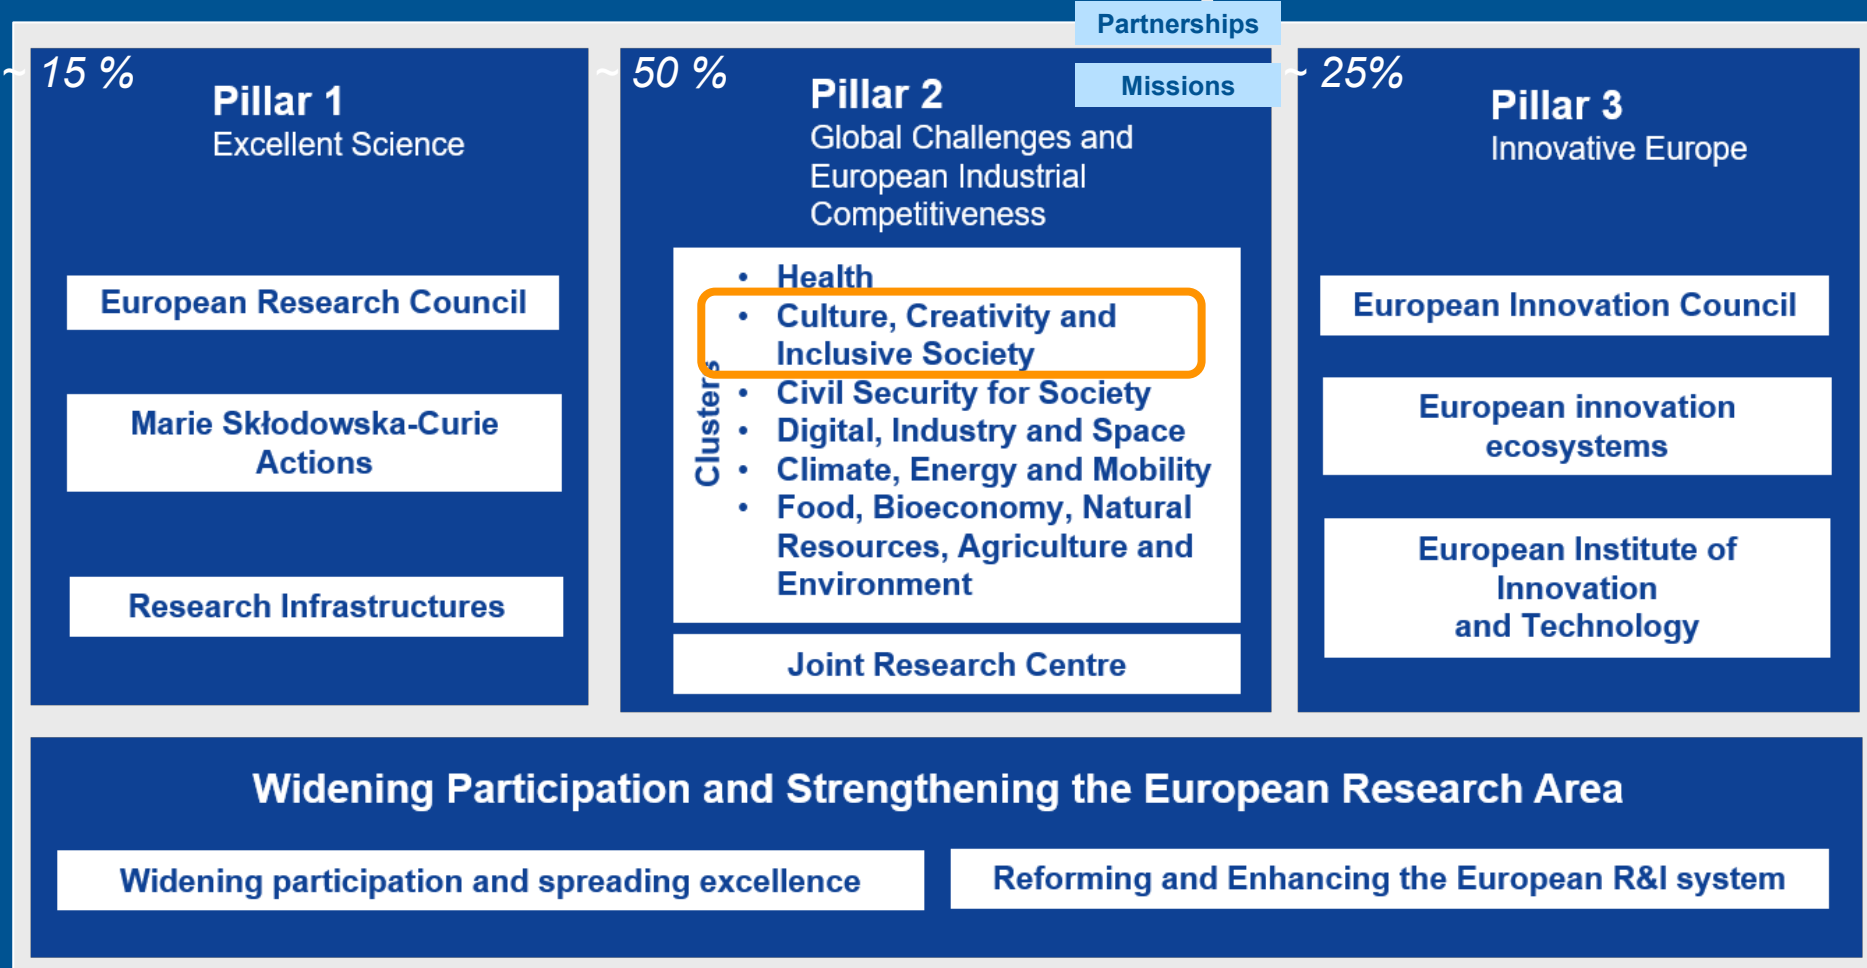 Partnerships
Missions
~ 15 %
Pillar 1
Excellent Science
European Research Council
Marie Skłodowska-Curie
Actions
Research Infrastructures
~ 50 %
Pillar 2
Global Challenges and
European Industrial
Competitiveness
Clusters
• Health
• Culture, Creativity and
Inclusive Society
• Civil Security for Society
• Digital, Industry and Space
• Climate, Energy and Mobility
• Food, Bioeconomy, Natural
Resources, Agriculture and
Environment
Joint Research Centre
~ 25%
Pillar 3
Innovative Europe
European Innovation Council
European innovation
ecosystems
European Institute of
Innovation
and Technology
Widening Participation and Strengthening the European Research Area
Widening participation and spreading excellence
Reforming and Enhancing the European R&I system